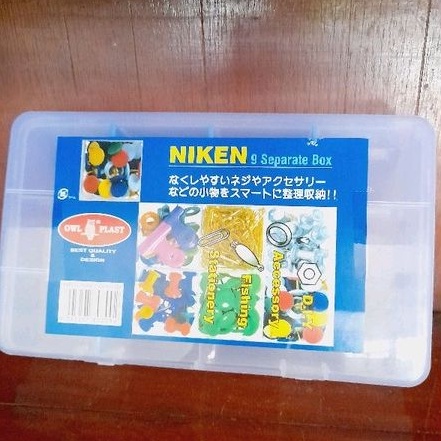 NIKEN 9 Separate Box
なくしやすいネジやアクセサリー
などの小物をスマートに整理収納!!
OWL PLAST
BEST QUALITY
&
DESIGN
Stationery
Fishing
Accessory